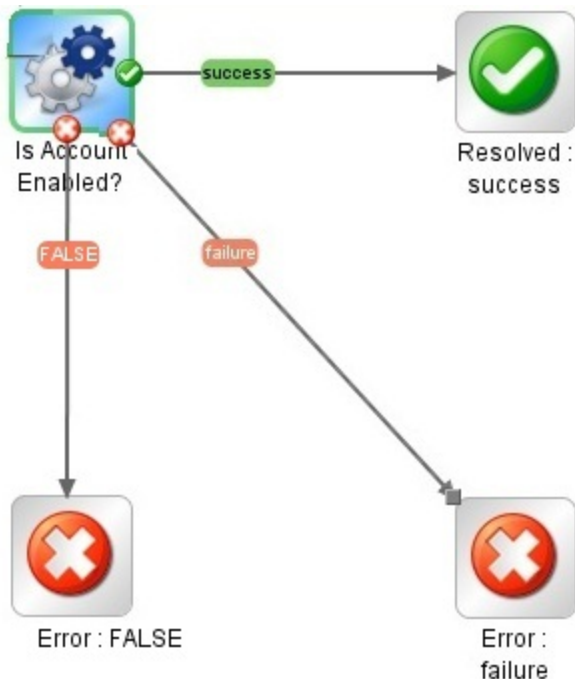 success
Is Account
Enabled?
Resolved :
success
FALSE
failure
Error : FALSE
Error :
failure